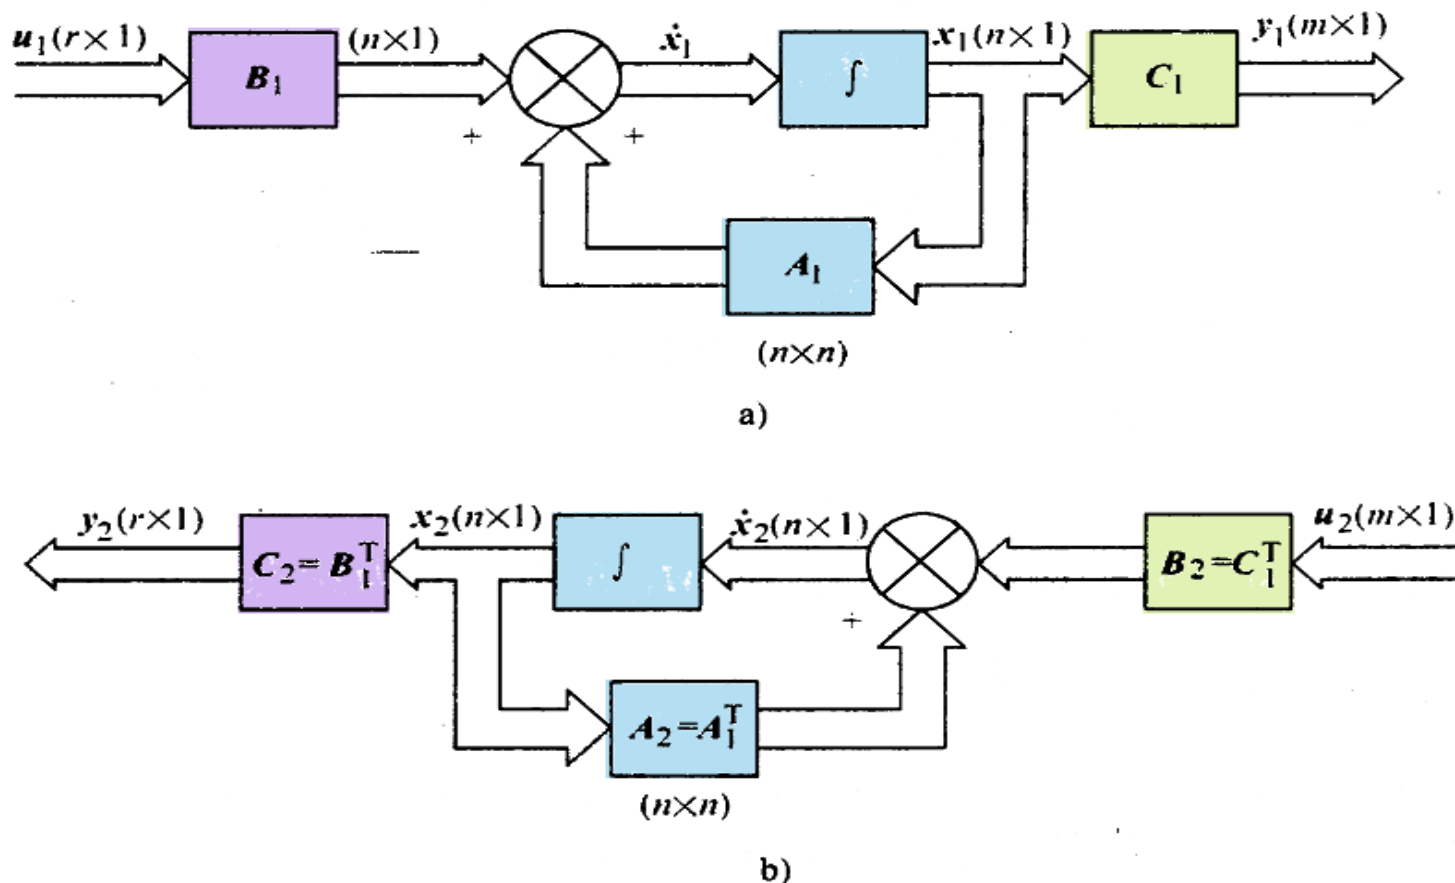 u₁(r×1) (n×1) ẋ₁ x₁(n×1) y₁(m×1)
B₁ ∫ C₁
+ +
A₁
(n×n)
a)
y₂(r×1) x₂(n×1) ẋ₂(n×1) u₂(m×1)
C₂=B₁ᵀ ∫ B₂=C₁ᵀ
+
A₂=A₁ᵀ
(n×n)
b)